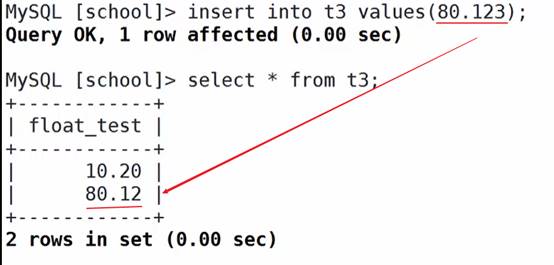 MySQL [school]> insert into t3 values(80.123);
Query OK, 1 row affected (0.00 sec)
MySQL [school]> select * from t3;
+------------+
| float_test |
+------------+
|      10.20 |
|      80.12 |
+------------+
2 rows in set (0.00 sec)